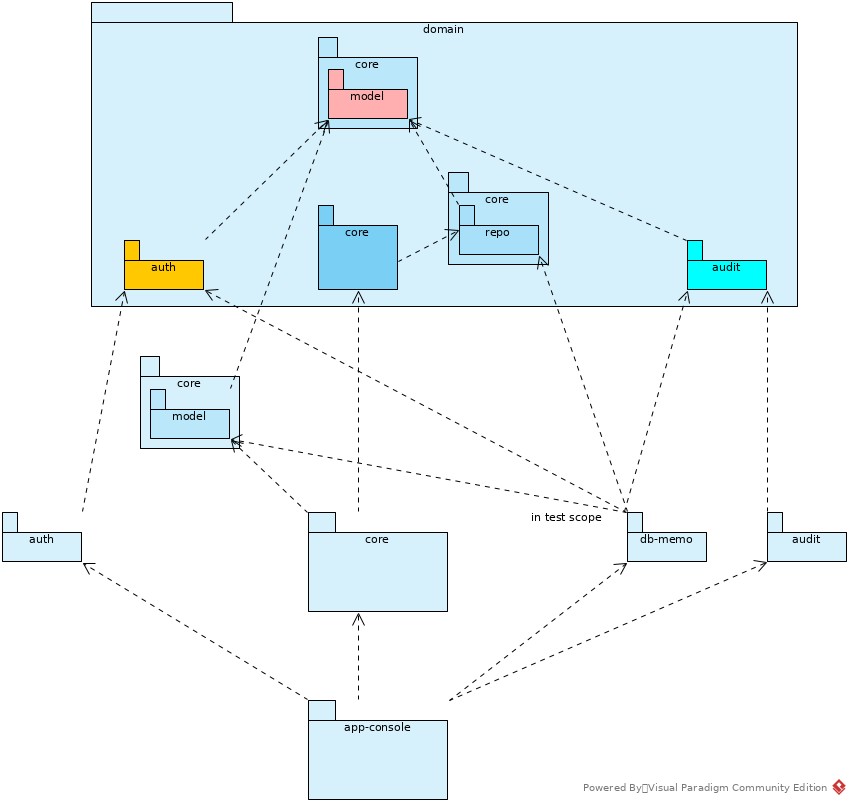 domain
core
model
core
core
repo
auth
audit
core
model
in test scope
auth
core
db-memo
audit
app-console
Powered By▯Visual Paradigm Community Edition